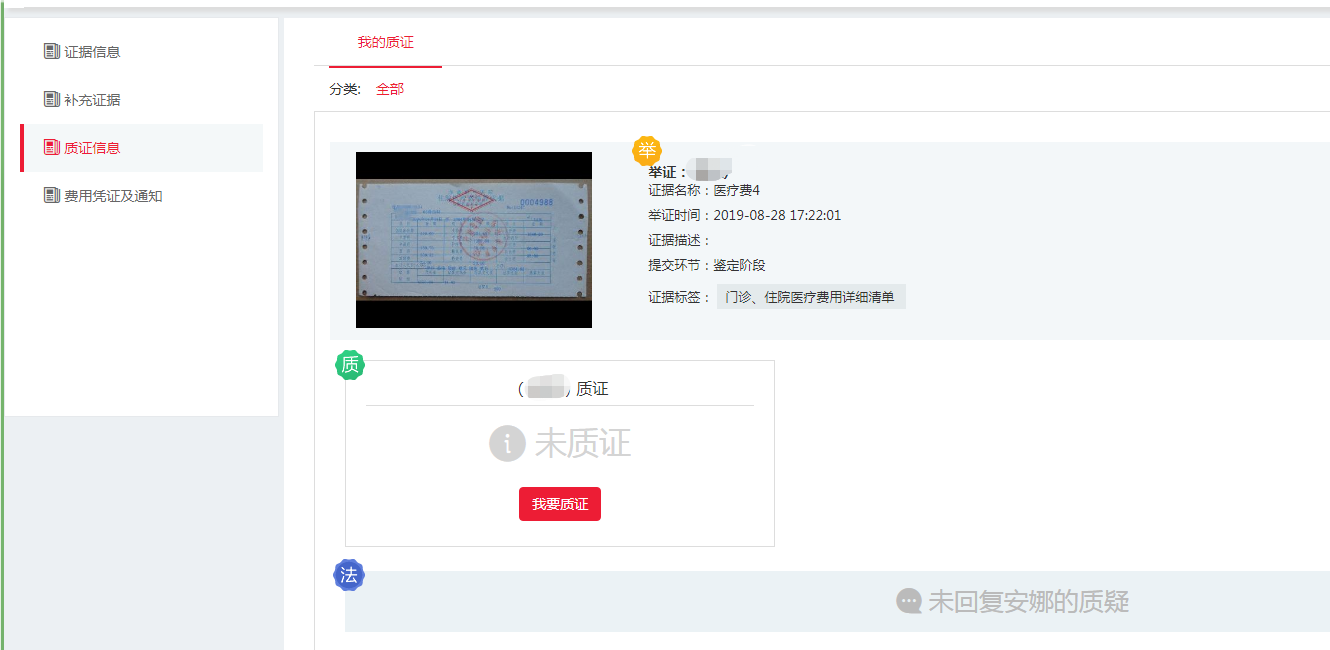 证据信息
补充证据
质证信息
费用凭证及通知
我的质证
分类: 全部
举
举证：
证据名称：医疗费4
举证时间：2019-08-28 17:22:01
证据描述：
提交环节：鉴定阶段
证据标签： 门诊、住院医疗费用详细清单
0004988
质
( ) 质证
未质证
我要质证
法
未回复安娜的质疑